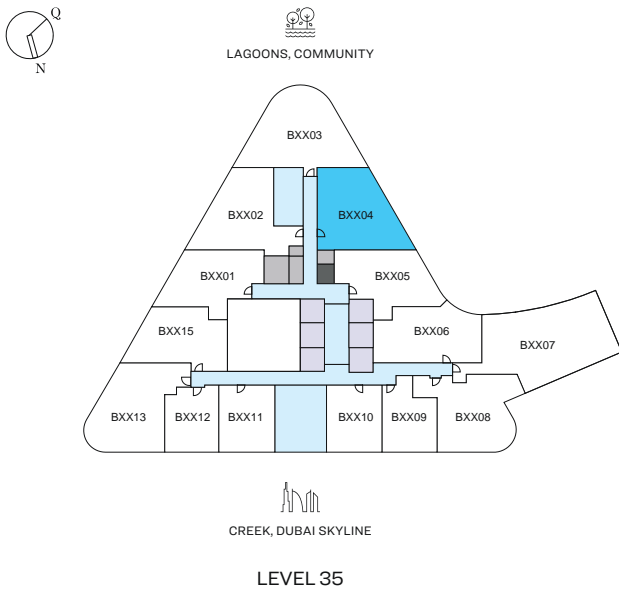 Q
N
LAGOONS, COMMUNITY
BXX03
BXX02
BXX04
BXX01
BXX05
BXX15
BXX06
BXX07
BXX13
BXX12
BXX11
BXX10
BXX09
BXX08
CREEK, DUBAI SKYLINE
LEVEL 35